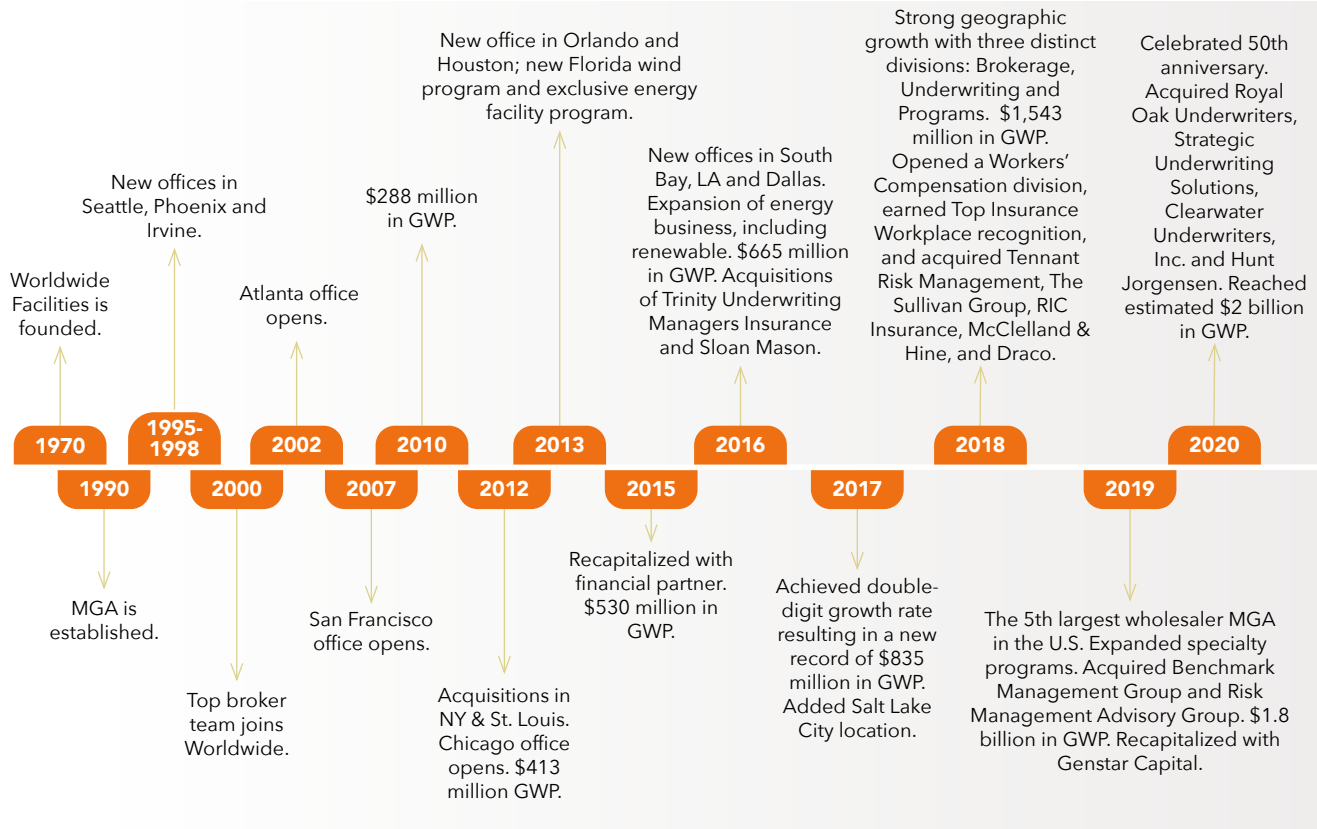 Worldwide
Facilities is
founded.
1970
1990
MGA is
established.
New offices in
Seattle, Phoenix and
Irvine.
1995-
1998
2000
Top broker
team joins
Worldwide.
Atlanta office
opens.
2002
2007
San Francisco
office opens.
$288 million
in GWP.
2010
2012
Acquisitions in
NY & St. Louis.
Chicago office
opens. $413
million GWP.
New office in Orlando and
Houston; new Florida wind
program and exclusive energy
facility program.
2013
2015
Recapitalized with
financial partner.
$530 million in
GWP.
New offices in South
Bay, LA and Dallas.
Expansion of energy
business, including
renewable. $665 million
in GWP. Acquisitions
of Trinity Underwriting
Managers Insurance
and Sloan Mason.
2016
2017
Achieved double-
digit growth rate
resulting in a new
record of $835
million in GWP.
Added Salt Lake
City location.
Strong geographic
growth with three distinct
divisions: Brokerage,
Underwriting and
Programs. $1,543
million in GWP.
Opened a Workers’
Compensation division,
earned Top Insurance
Workplace recognition,
and acquired Tennant
Risk Management, The
Sullivan Group, RIC
Insurance, McClelland &
Hine, and Draco.
2018
2019
The 5th largest wholesaler MGA
in the U.S. Expanded specialty
programs. Acquired Benchmark
Management Group and Risk
Management Advisory Group. $1.8
billion in GWP. Recapitalized with
Genstar Capital.
Celebrated 50th
anniversary.
Acquired Royal
Oak Underwriters,
Strategic
Underwriting
Solutions,
Clearwater
Underwriters,
Inc. and Hunt
Jorgensen. Reached
estimated $2 billion
in GWP.
2020